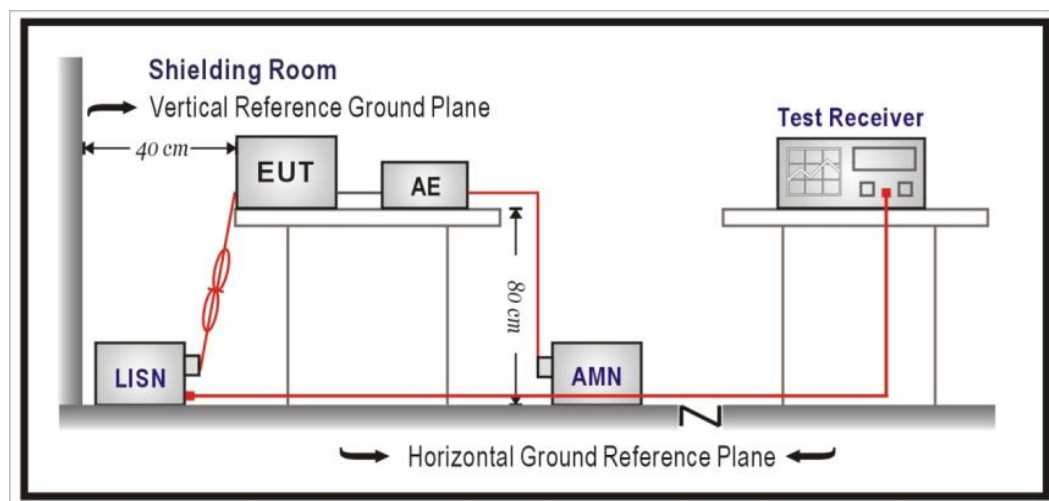 Shielding Room
Vertical Reference Ground Plane
Test Receiver
40 cm
EUT
AE
80 cm
LISN
AMN
Horizontal Ground Reference Plane